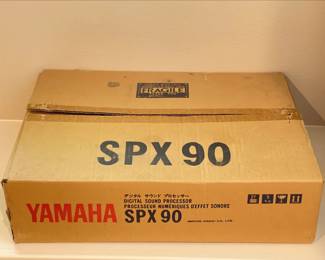 FRAGILE
SPX 90
デジタル サウンド プロセッサー
DIGITAL SOUND PROCESSOR
PROCESSEUR NUMÉRIQUES D'EFFET SONORE
YAMAHA SPX 90